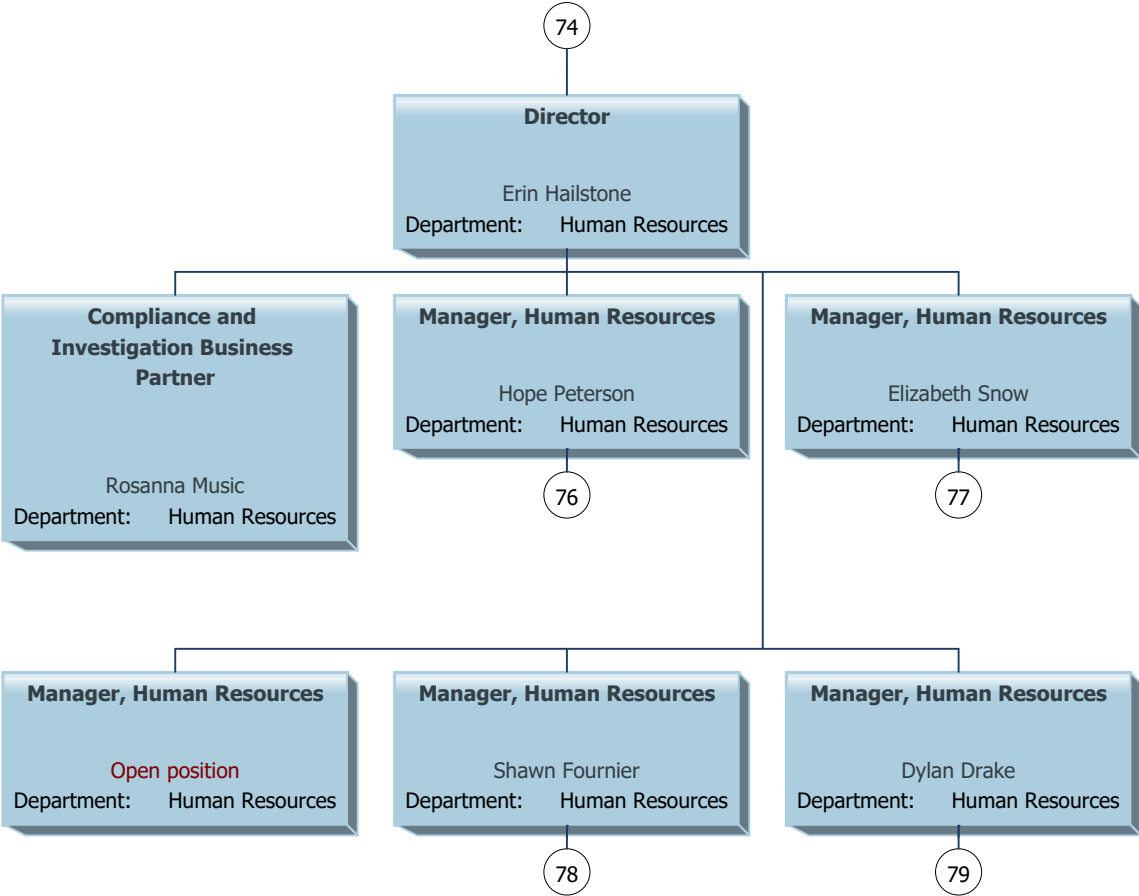 74
Director
Erin Hailstone
Department: Human Resources
Compliance and
Investigation Business
Partner
Rosanna Music
Department: Human Resources
Manager, Human Resources
Hope Peterson
Department: Human Resources
76
Manager, Human Resources
Elizabeth Snow
Department: Human Resources
77
Manager, Human Resources
Open position
Department: Human Resources
Manager, Human Resources
Shawn Fournier
Department: Human Resources
78
Manager, Human Resources
Dylan Drake
Department: Human Resources
79